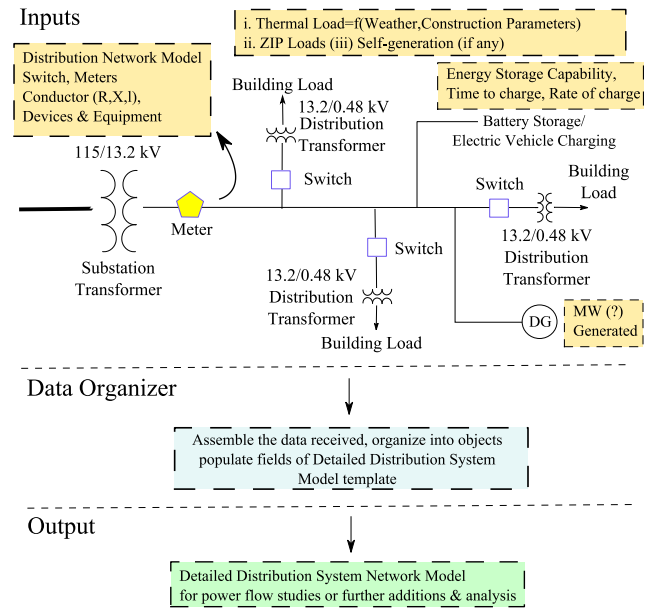 Inputs
i. Thermal Load=f(Weather,Construction Parameters)
ii. ZIP Loads (iii) Self-generation (if any)
Distribution Network Model
Switch, Meters
Conductor (R,X,l),
Devices & Equipment
Energy Storage Capability,
Time to charge, Rate of charge
Building Load
13.2/0.48 kV
Distribution
Transformer
Battery Storage/
Electric Vehicle Charging
115/13.2 kV
Switch
Switch
Building
Load
Meter
Substation
Transformer
Switch
13.2/0.48 kV
Distribution
Transformer
13.2/0.48 kV
Distribution
Transformer
Building Load
DG
MW (?)
Generated
Data Organizer
Assemble the data received, organize into objects
populate fields of Detailed Distribution System
Model template
Output
Detailed Distribution System Network Model
for power flow studies or further additions & analysis